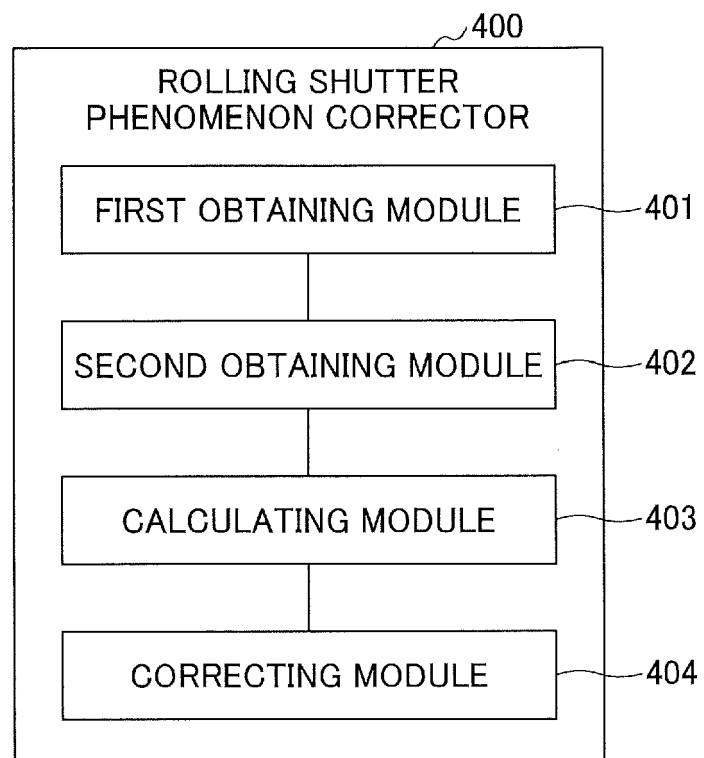 400
ROLLING SHUTTER
PHENOMENON CORRECTOR
FIRST OBTAINING MODULE
401
SECOND OBTAINING MODULE
402
CALCULATING MODULE
403
CORRECTING MODULE
404